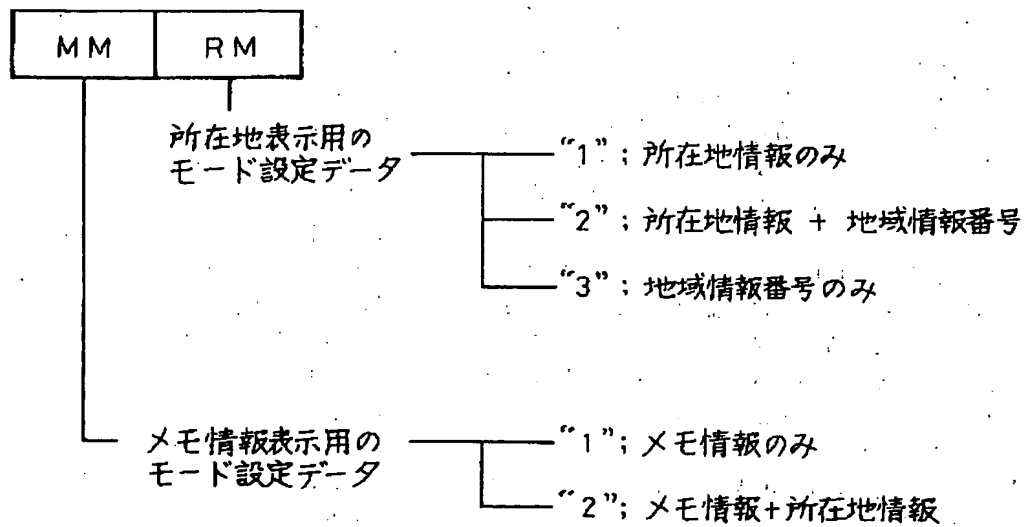 MM RM
所在地表示用の
モード設定データ
“1”; 所在地情報のみ
“2”; 所在地情報 + 地域情報番号
“3”; 地域情報番号のみ
メモ情報表示用の
モード設定データ
“1”; メモ情報のみ
“2”; メモ情報+所在地情報